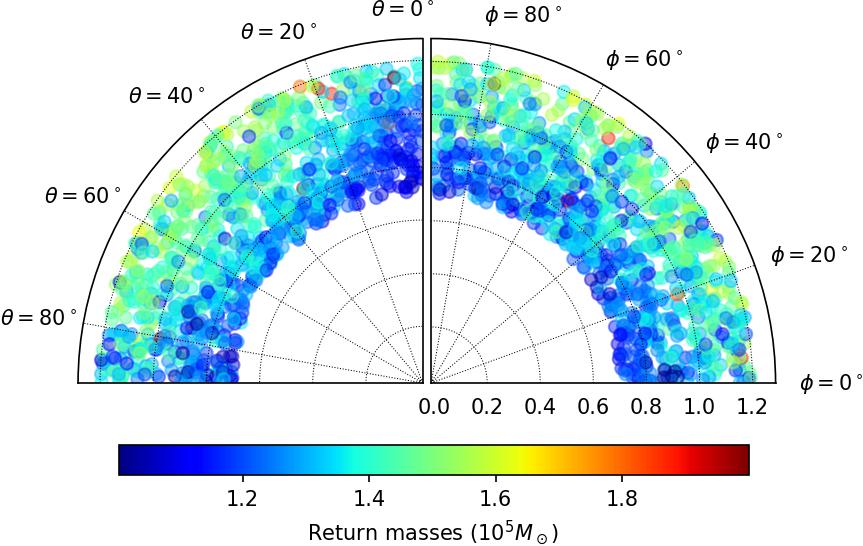 θ = 0°
θ = 20°
θ = 40°
θ = 60°
θ = 80°
ϕ = 80°
ϕ = 60°
ϕ = 40°
ϕ = 20°
ϕ = 0°
0.0 0.2 0.4 0.6 0.8 1.0 1.2
1.2 1.4 1.6 1.8
Return masses (10⁵M☉)